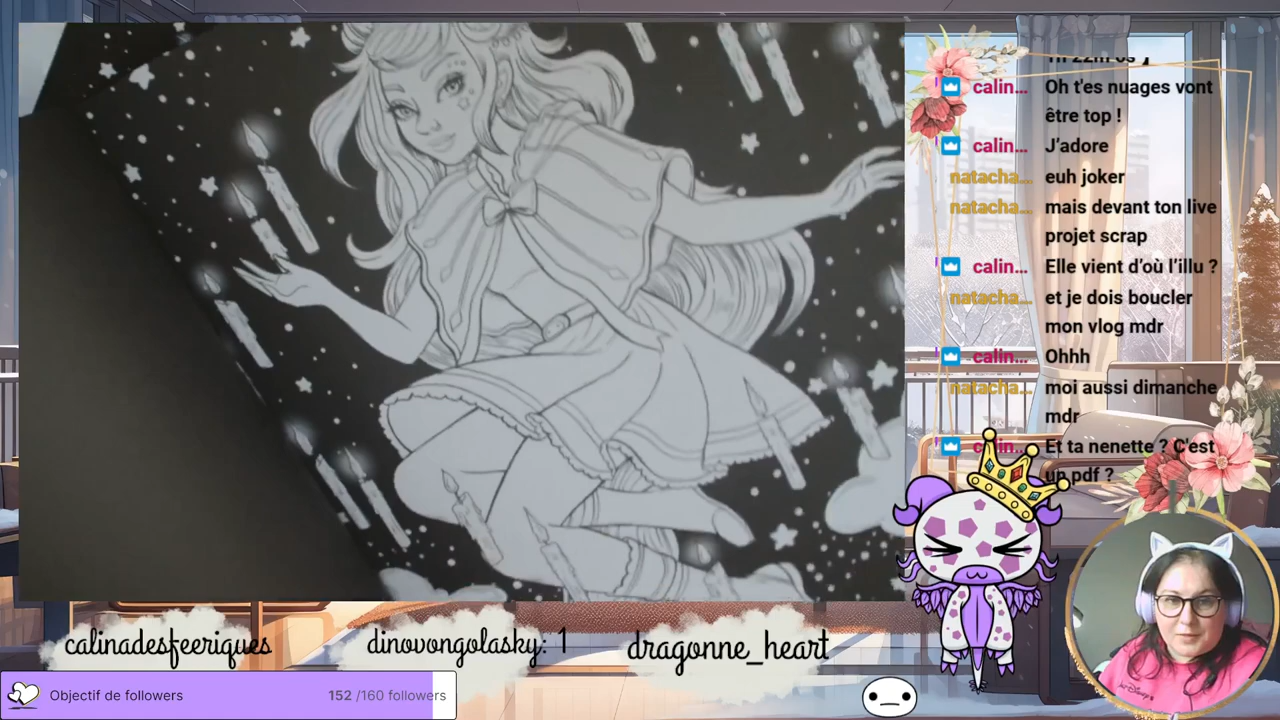 calin... Oh t'es nuages vont
être top !
calin... J'adore
natacha... euh joker
natacha... mais devant ton live
projet scrap
calin... Elle vient d'où l'illu ?
natacha... et je dois boucler
mon vlog mdr
calin... Ohhh
natacha... moi aussi dimanche
mdr
calin... Et ta nenette ? C'est
un pdf ?
calinadesfeeriques
dinovongolasky: 1
dragonne_heart
Objectif de followers 152 /160 followers